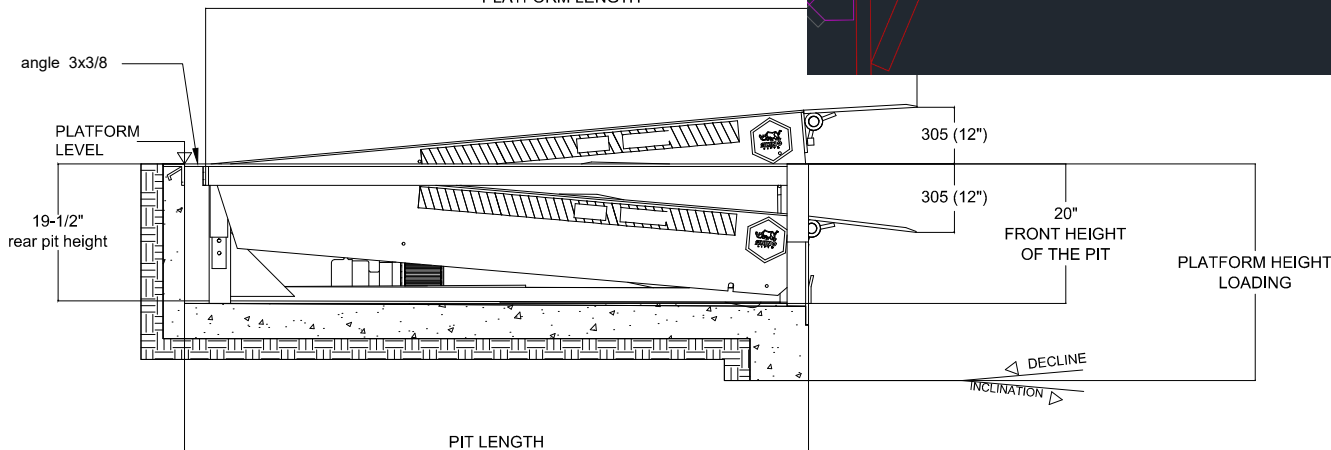 PLATFORM LENGTH
angle 3x3/8
PLATFORM
LEVEL
305 (12")
305 (12")
19-1/2"
rear pit height
20"
FRONT HEIGHT
OF THE PIT
PLATFORM HEIGHT
LOADING
DECLINE
INCLINATION
PIT LENGTH